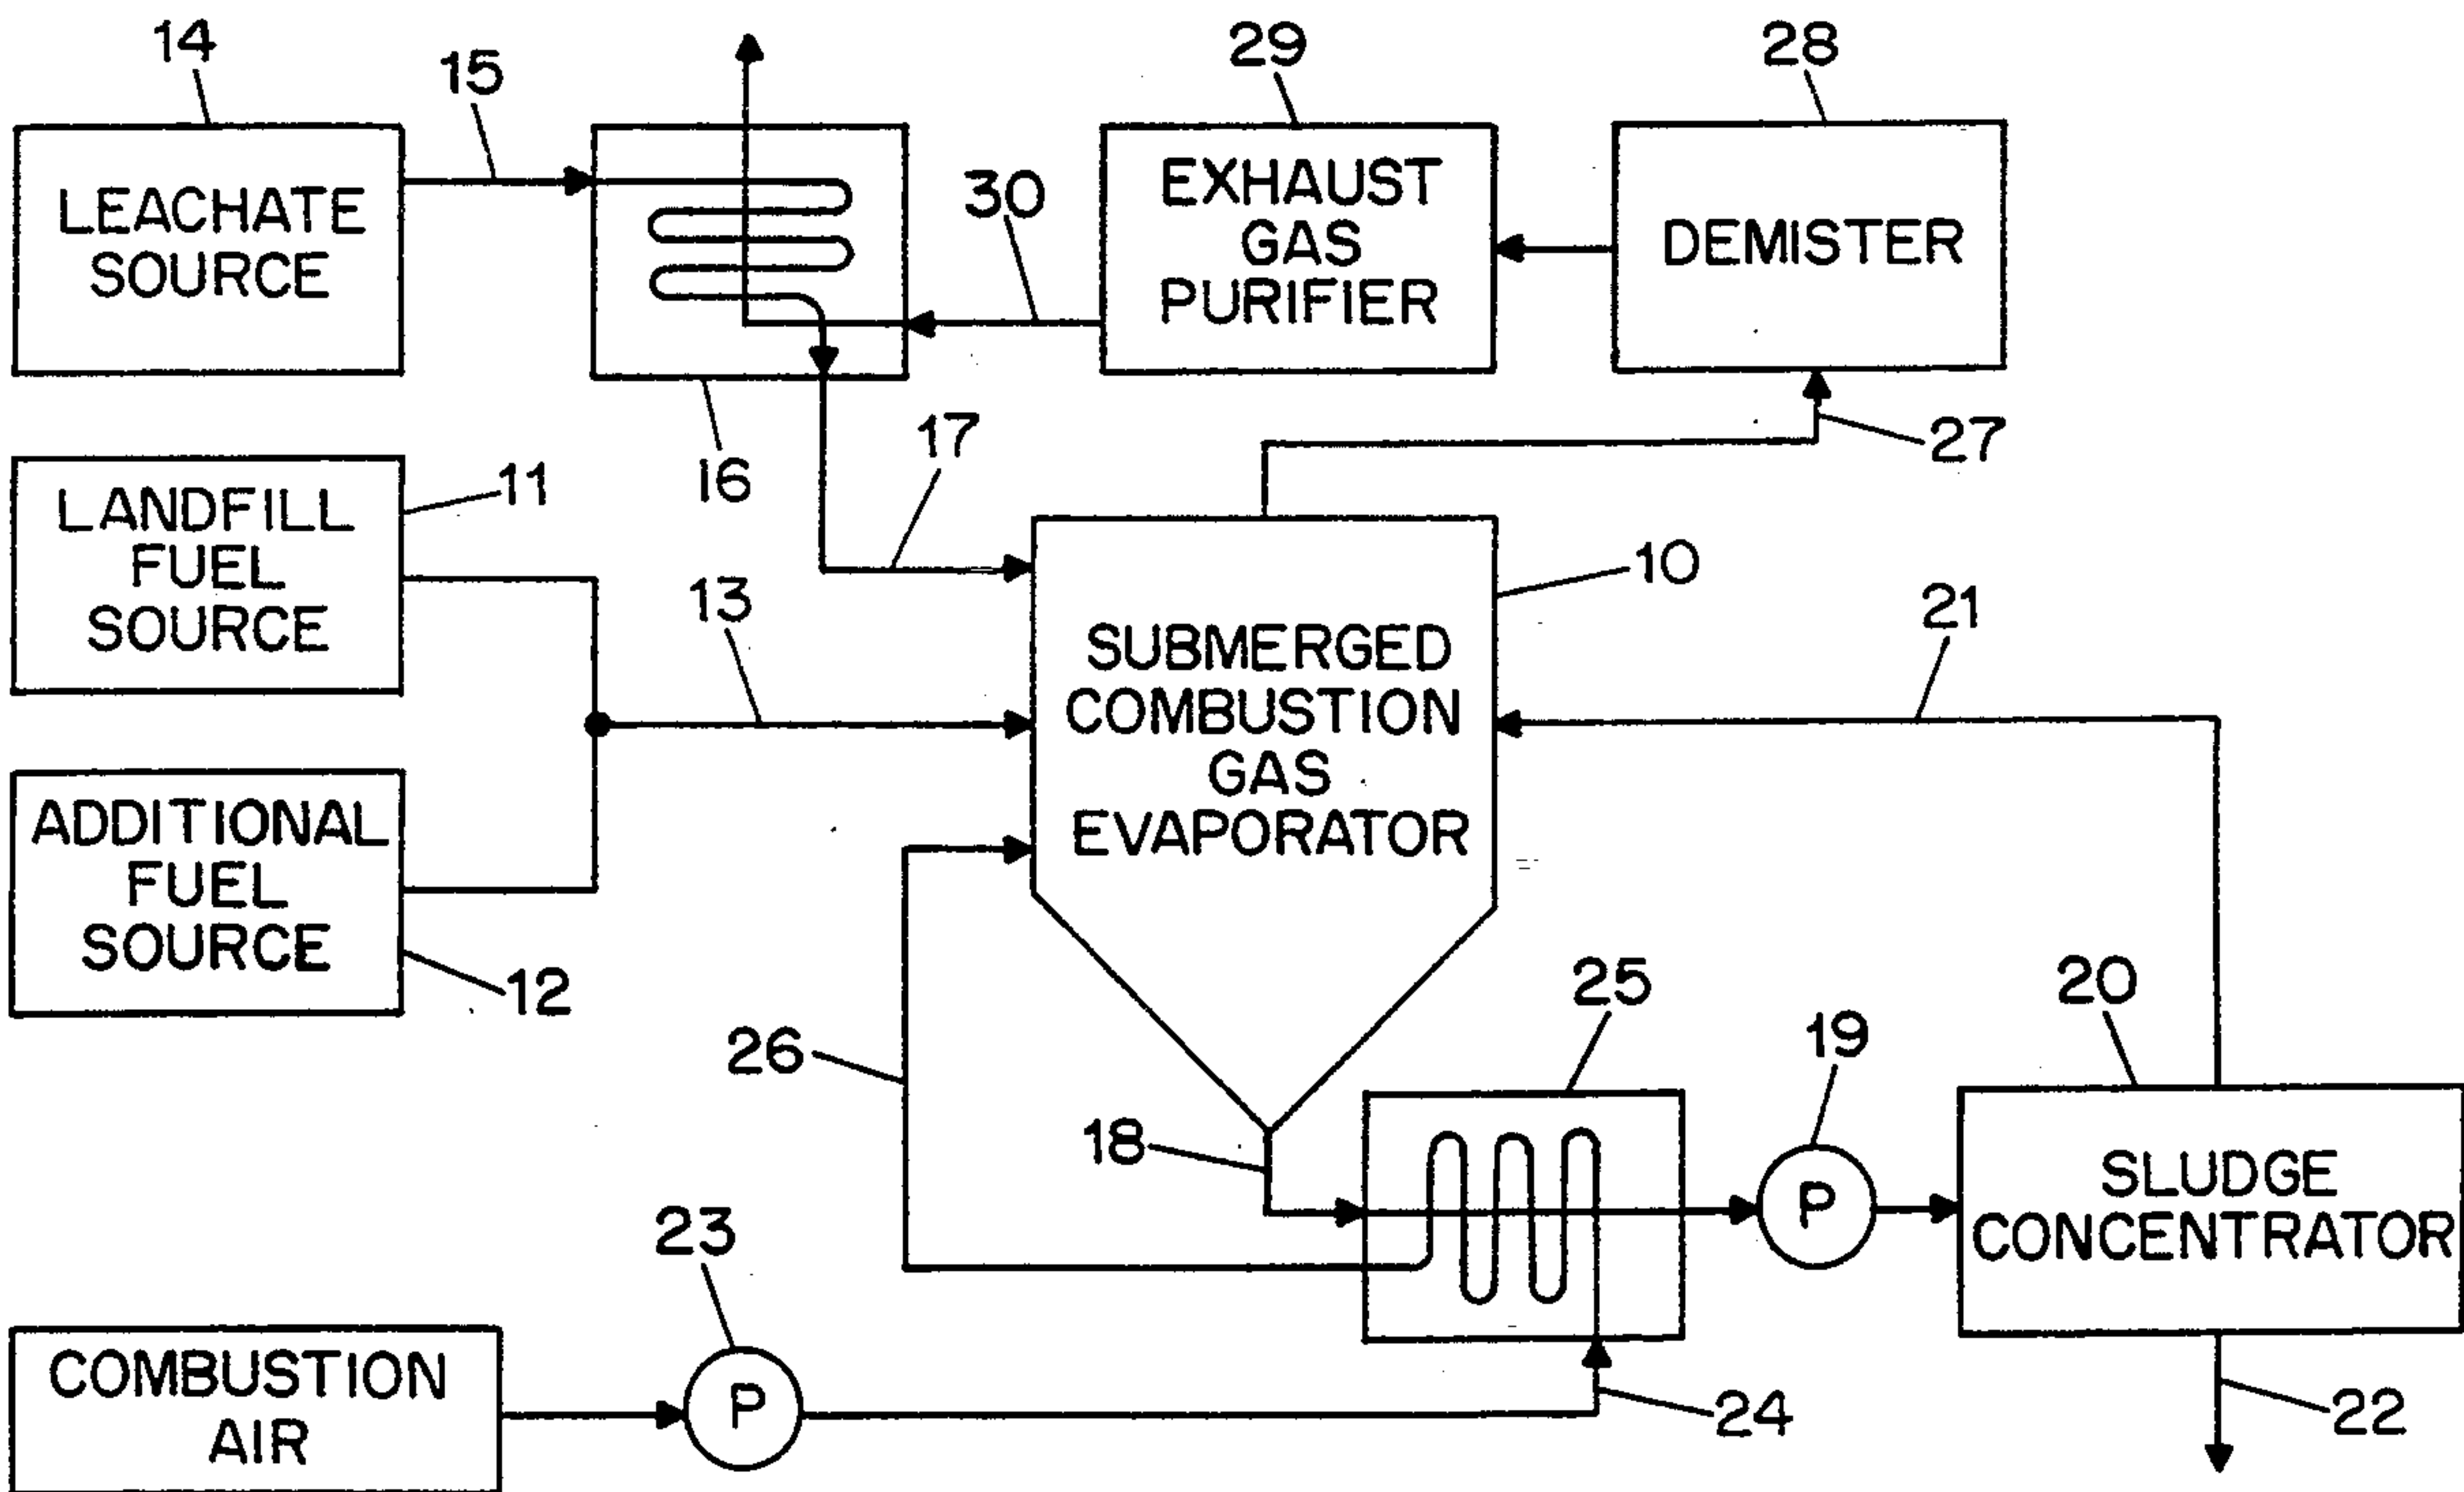 14
15
29
28
LEACHATE
SOURCE
30
EXHAUST
GAS
PURIFIER
DEMISTER
16
17
27
LANDFILL
FUEL
SOURCE
11
13
10
21
SUBMERGED
COMBUSTION
GAS
EVAPORATOR
ADDITIONAL
FUEL
SOURCE
12
26
25
19
20
18
P
SLUDGE
CONCENTRATOR
23
COMBUSTION
AIR
P
24
22